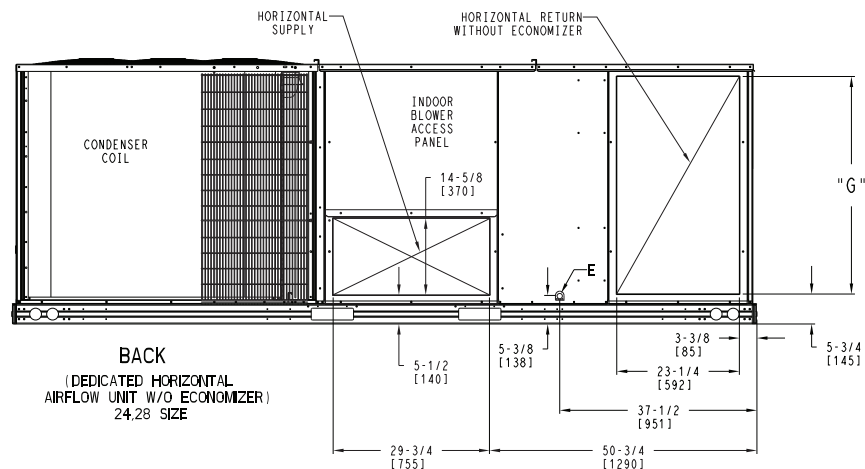 HORIZONTAL
SUPPLY
HORIZONTAL RETURN
WITHOUT ECONOMIZER
CONDENSER
COIL
INDOOR
BLOWER
ACCESS
PANEL
14-5/8
[370]
"G"
E
BACK
(DEDICATED HORIZONTAL
AIRFLOW UNIT W/O ECONOMIZER)
24,28 SIZE
5-1/2
[140]
5-3/8
[138]
3-3/8
[85]
5-3/4
[145]
23-1/4
[592]
37-1/2
[951]
29-3/4
[755]
50-3/4
[1290]